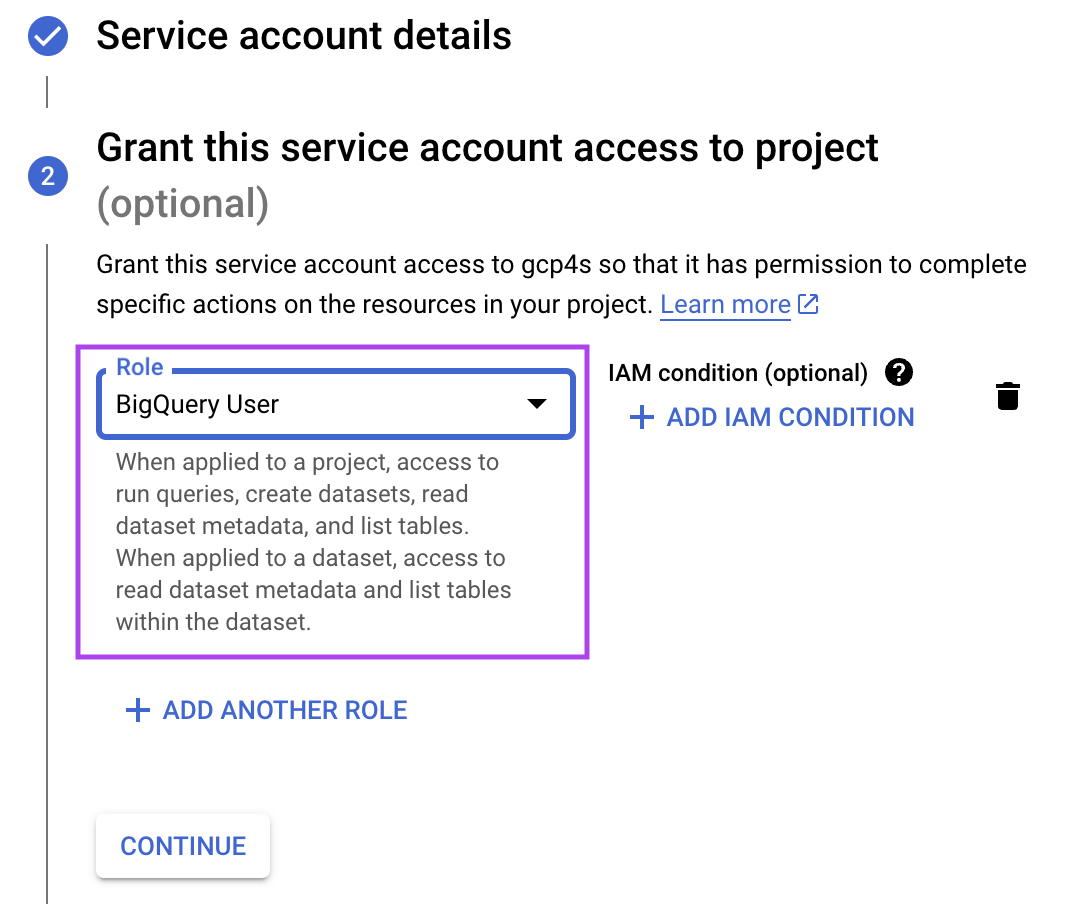 Service account details
2
Grant this service account access to project
(optional)
Grant this service account access to gcp4s so that it has permission to complete
specific actions on the resources in your project. Learn more
Role
BigQuery User
When applied to a project, access to
run queries, create datasets, read
dataset metadata, and list tables.
When applied to a dataset, access to
read dataset metadata and list tables
within the dataset.
IAM condition (optional) ?
+ ADD IAM CONDITION
+ ADD ANOTHER ROLE
CONTINUE